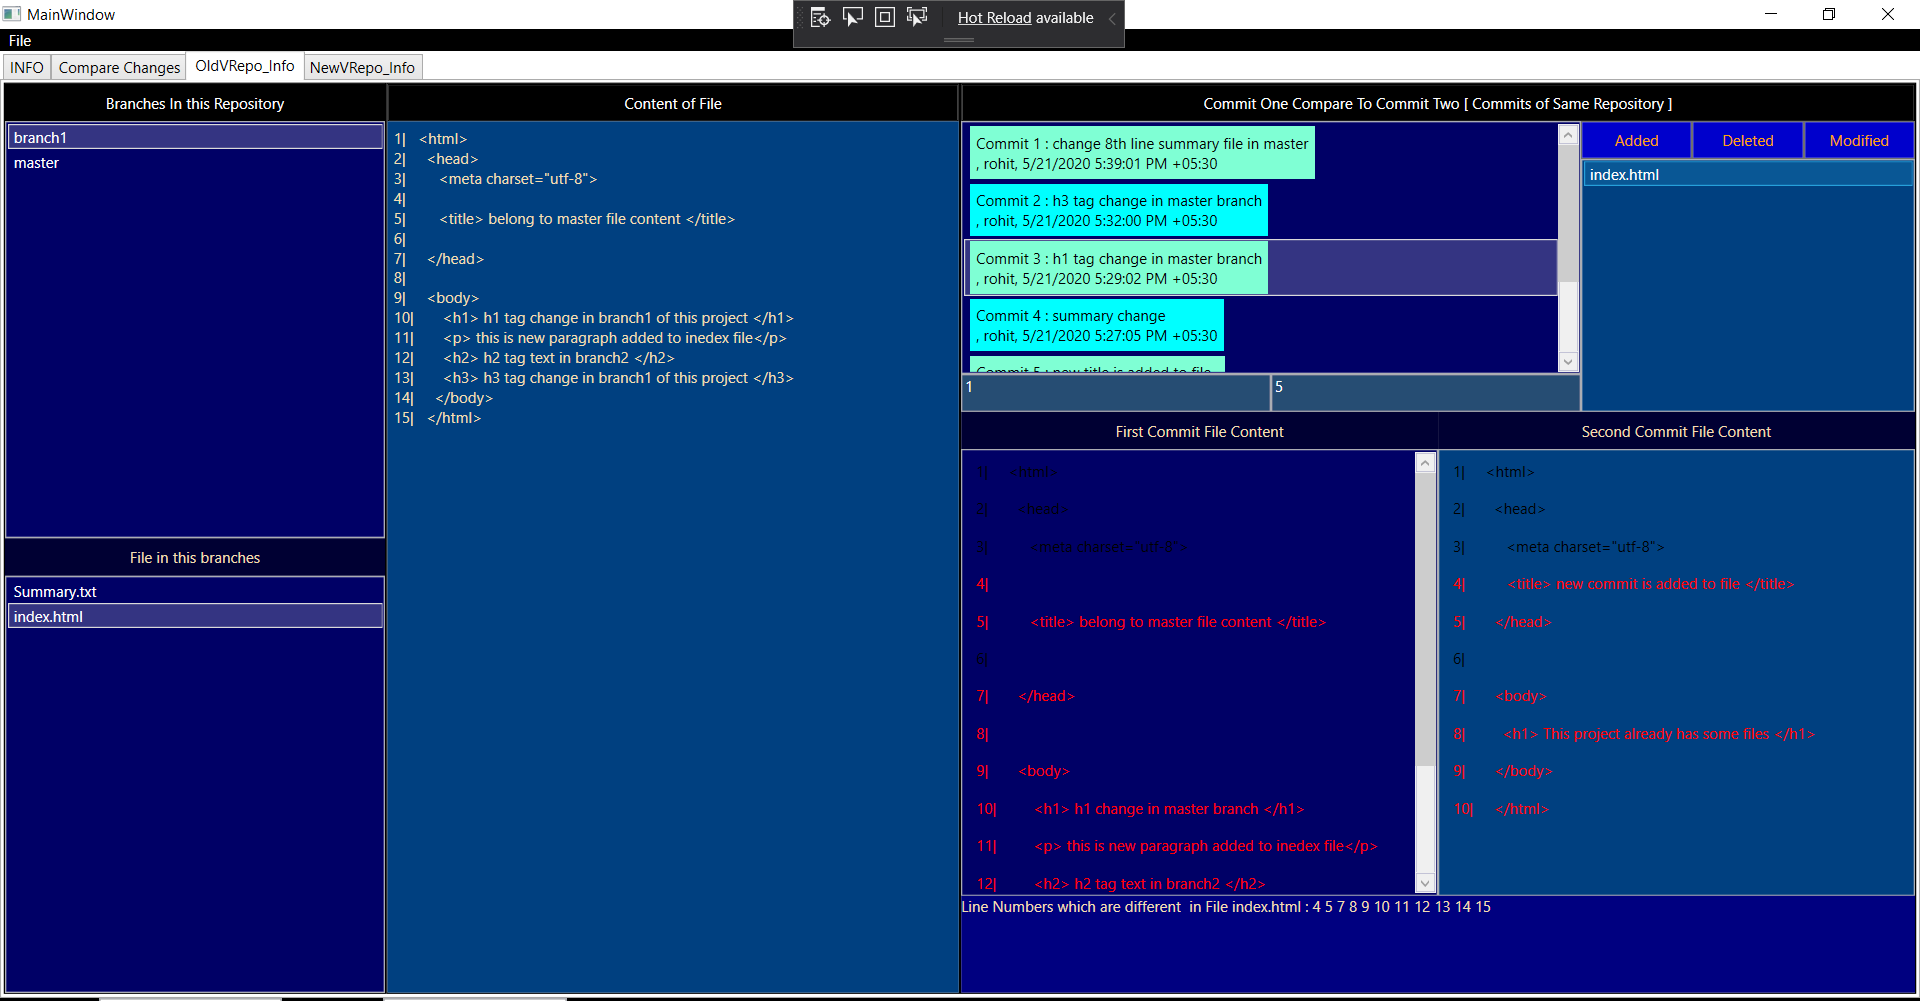 MainWindow
Hot Reload available
File
INFO
Compare Changes
OldVRepo_Info
NewVRepo_Info
Branches In this Repository
branch1
master
File in this branches
Summary.txt
index.html
Content of File
1| <html>
2| <head>
3| <meta charset="utf-8">
4|
5| <title> belong to master file content </title>
6|
7| </head>
8|
9| <body>
10| <h1> h1 tag change in branch1 of this project </h1>
11| <p> this is new paragraph added to inedex file</p>
12| <h2> h2 tag text in branch2 </h2>
13| <h3> h3 tag change in branch1 of this project </h3>
14| </body>
15| </html>
Commit One Compare To Commit Two [ Commits of Same Repository ]
Commit 1 : change 8th line summary file in master
, rohit, 5/21/2020 5:39:01 PM +05:30
Commit 2 : h3 tag change in master branch
, rohit, 5/21/2020 5:32:00 PM +05:30
Commit 3 : h1 tag change in master branch
, rohit, 5/21/2020 5:29:02 PM +05:30
Commit 4 : summary change
, rohit, 5/21/2020 5:27:05 PM +05:30
Commit 5 : new title is added to file
1
5
Added
Deleted
Modified
index.html
First Commit File Content
1| <html>
2| <head>
3| <meta charset="utf-8">
4|
5| <title> belong to master file content </title>
6|
7| </head>
8|
9| <body>
10| <h1> h1 change in master branch </h1>
11| <p> this is new paragraph added to inedex file</p>
12| <h2> h2 tag text in branch2 </h2>
Second Commit File Content
1| <html>
2| <head>
3| <meta charset="utf-8">
4| <title> new commit is added to file </title>
5| </head>
6|
7| <body>
8| <h1> This project already has some files </h1>
9| </body>
10| </html>
Line Numbers which are different in File index.html : 4 5 7 8 9 10 11 12 13 14 15